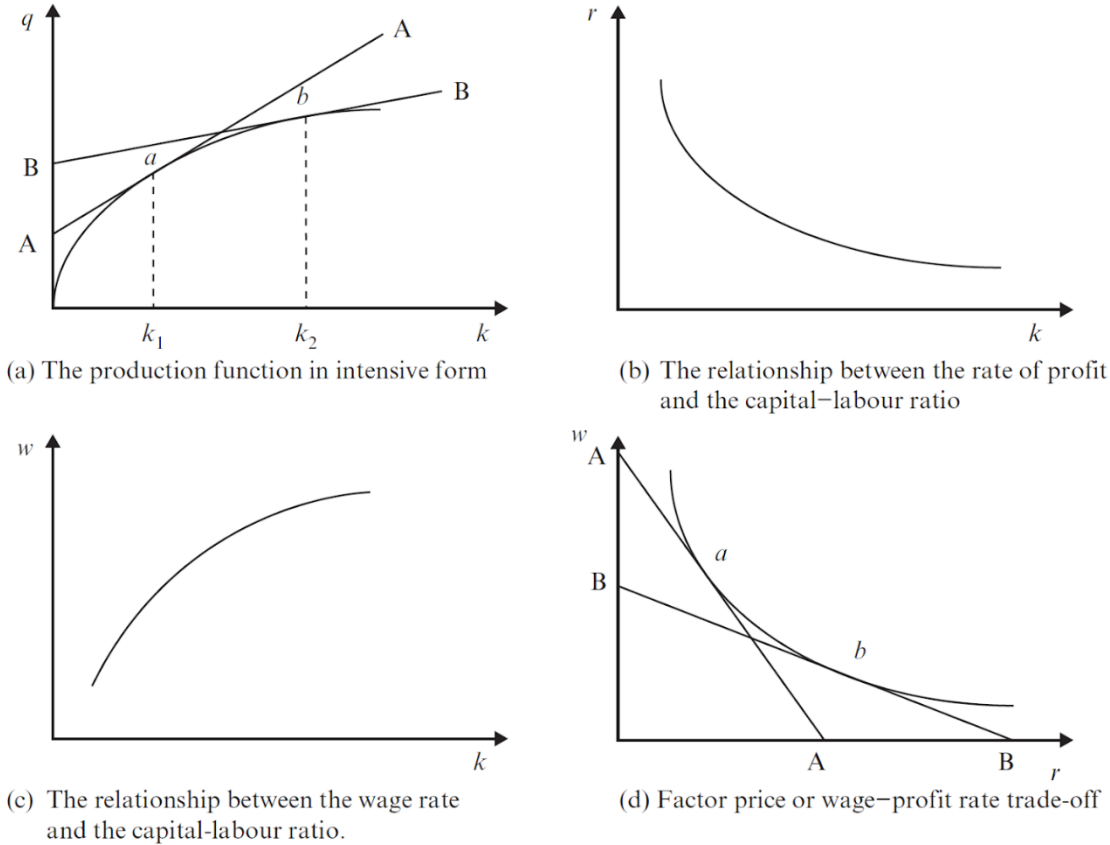 q
A
B
b
a
B
A
k1
k2
k
(a) The production function in intensive form
r
k
(b) The relationship between the rate of profit
and the capital−labour ratio
w
k
(c) The relationship between the wage rate
and the capital-labour ratio.
w
A
a
B
b
A
B
r
(d) Factor price or wage−profit rate trade-off